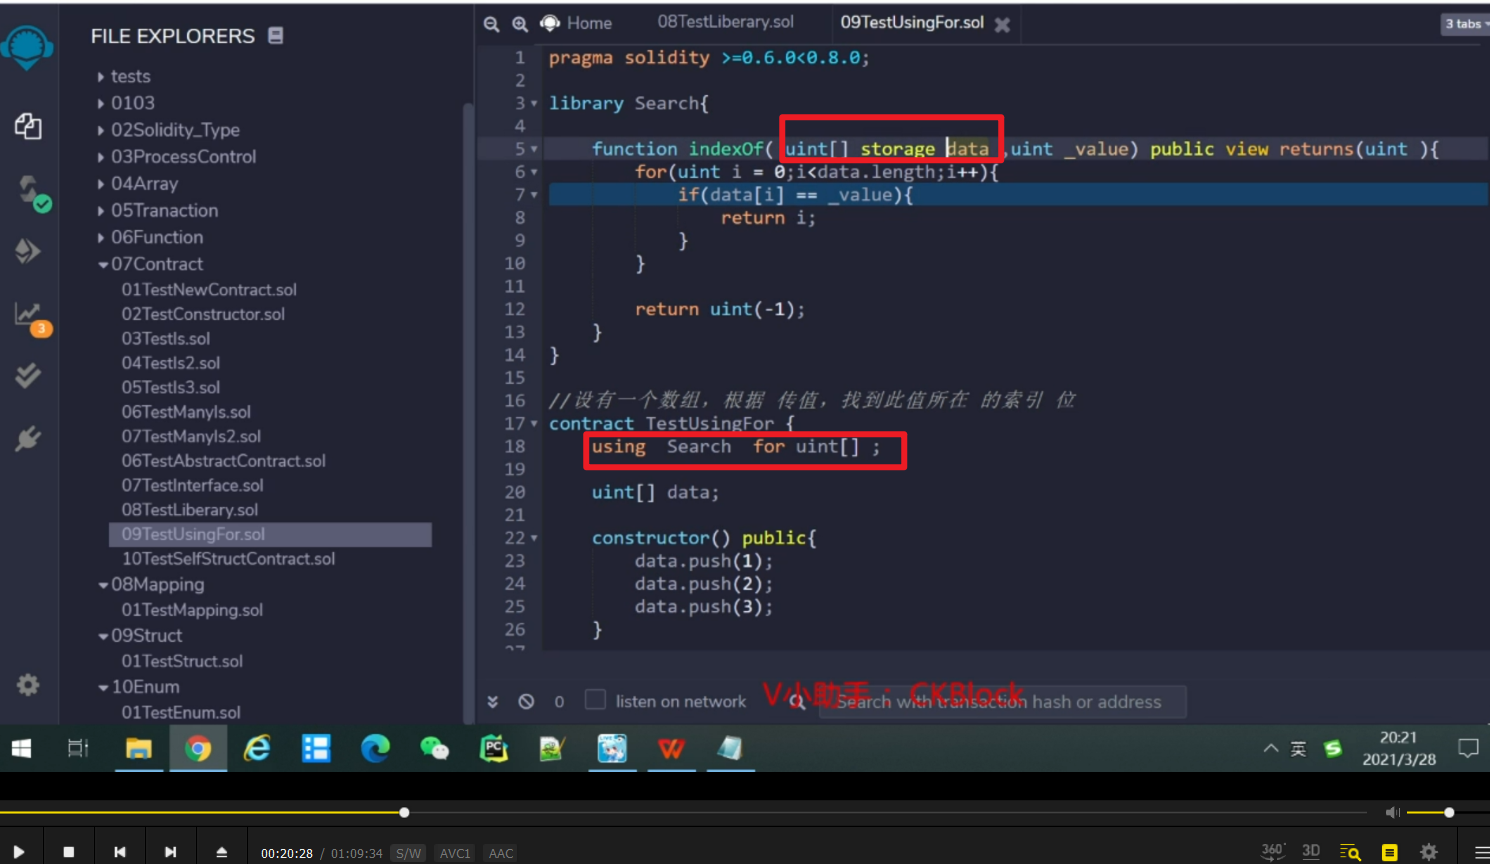 FILE EXPLORERS
tests
0103
02Solidity_Type
03ProcessControl
04Array
05Tranaction
06Function
07Contract
01TestNewContract.sol
02TestConstructor.sol
03TestIs.sol
04TestIs2.sol
05TestIs3.sol
06TestManyIs.sol
07TestManyIs2.sol
06TestAbstractContract.sol
07TestInterface.sol
08TestLiberary.sol
09TestUsingFor.sol
10TestSelfStructContract.sol
08Mapping
01TestMapping.sol
09Struct
01TestStruct.sol
10Enum
01TestEnum.sol
3
Home 08TestLiberary.sol 09TestUsingFor.sol 3 tabs
1 pragma solidity >=0.6.0<0.8.0;
2
3 library Search{
4
5 function indexOf( uint[] storage data ,uint _value) public view returns(uint ){
6 for(uint i = 0;i<data.length;i++){
7 if(data[i] == _value){
8 return i;
9 }
10 }
11
12 return uint(-1);
13 }
14 }
15
16 //设有一个数组，根据 传值，找到此值所在 的索引 位
17 contract TestUsingFor {
18 using Search for uint[] ;
19
20 uint[] data;
21
22 constructor() public{
23 data.push(1);
24 data.push(2);
25 data.push(3);
26 }
27
0 listen on network Search with transaction hash or address
V小助手：CKBlock
PC
英
20:21
2021/3/28
00:20:28 / 01:09:34 S/W AVC1 AAC
360° 3D